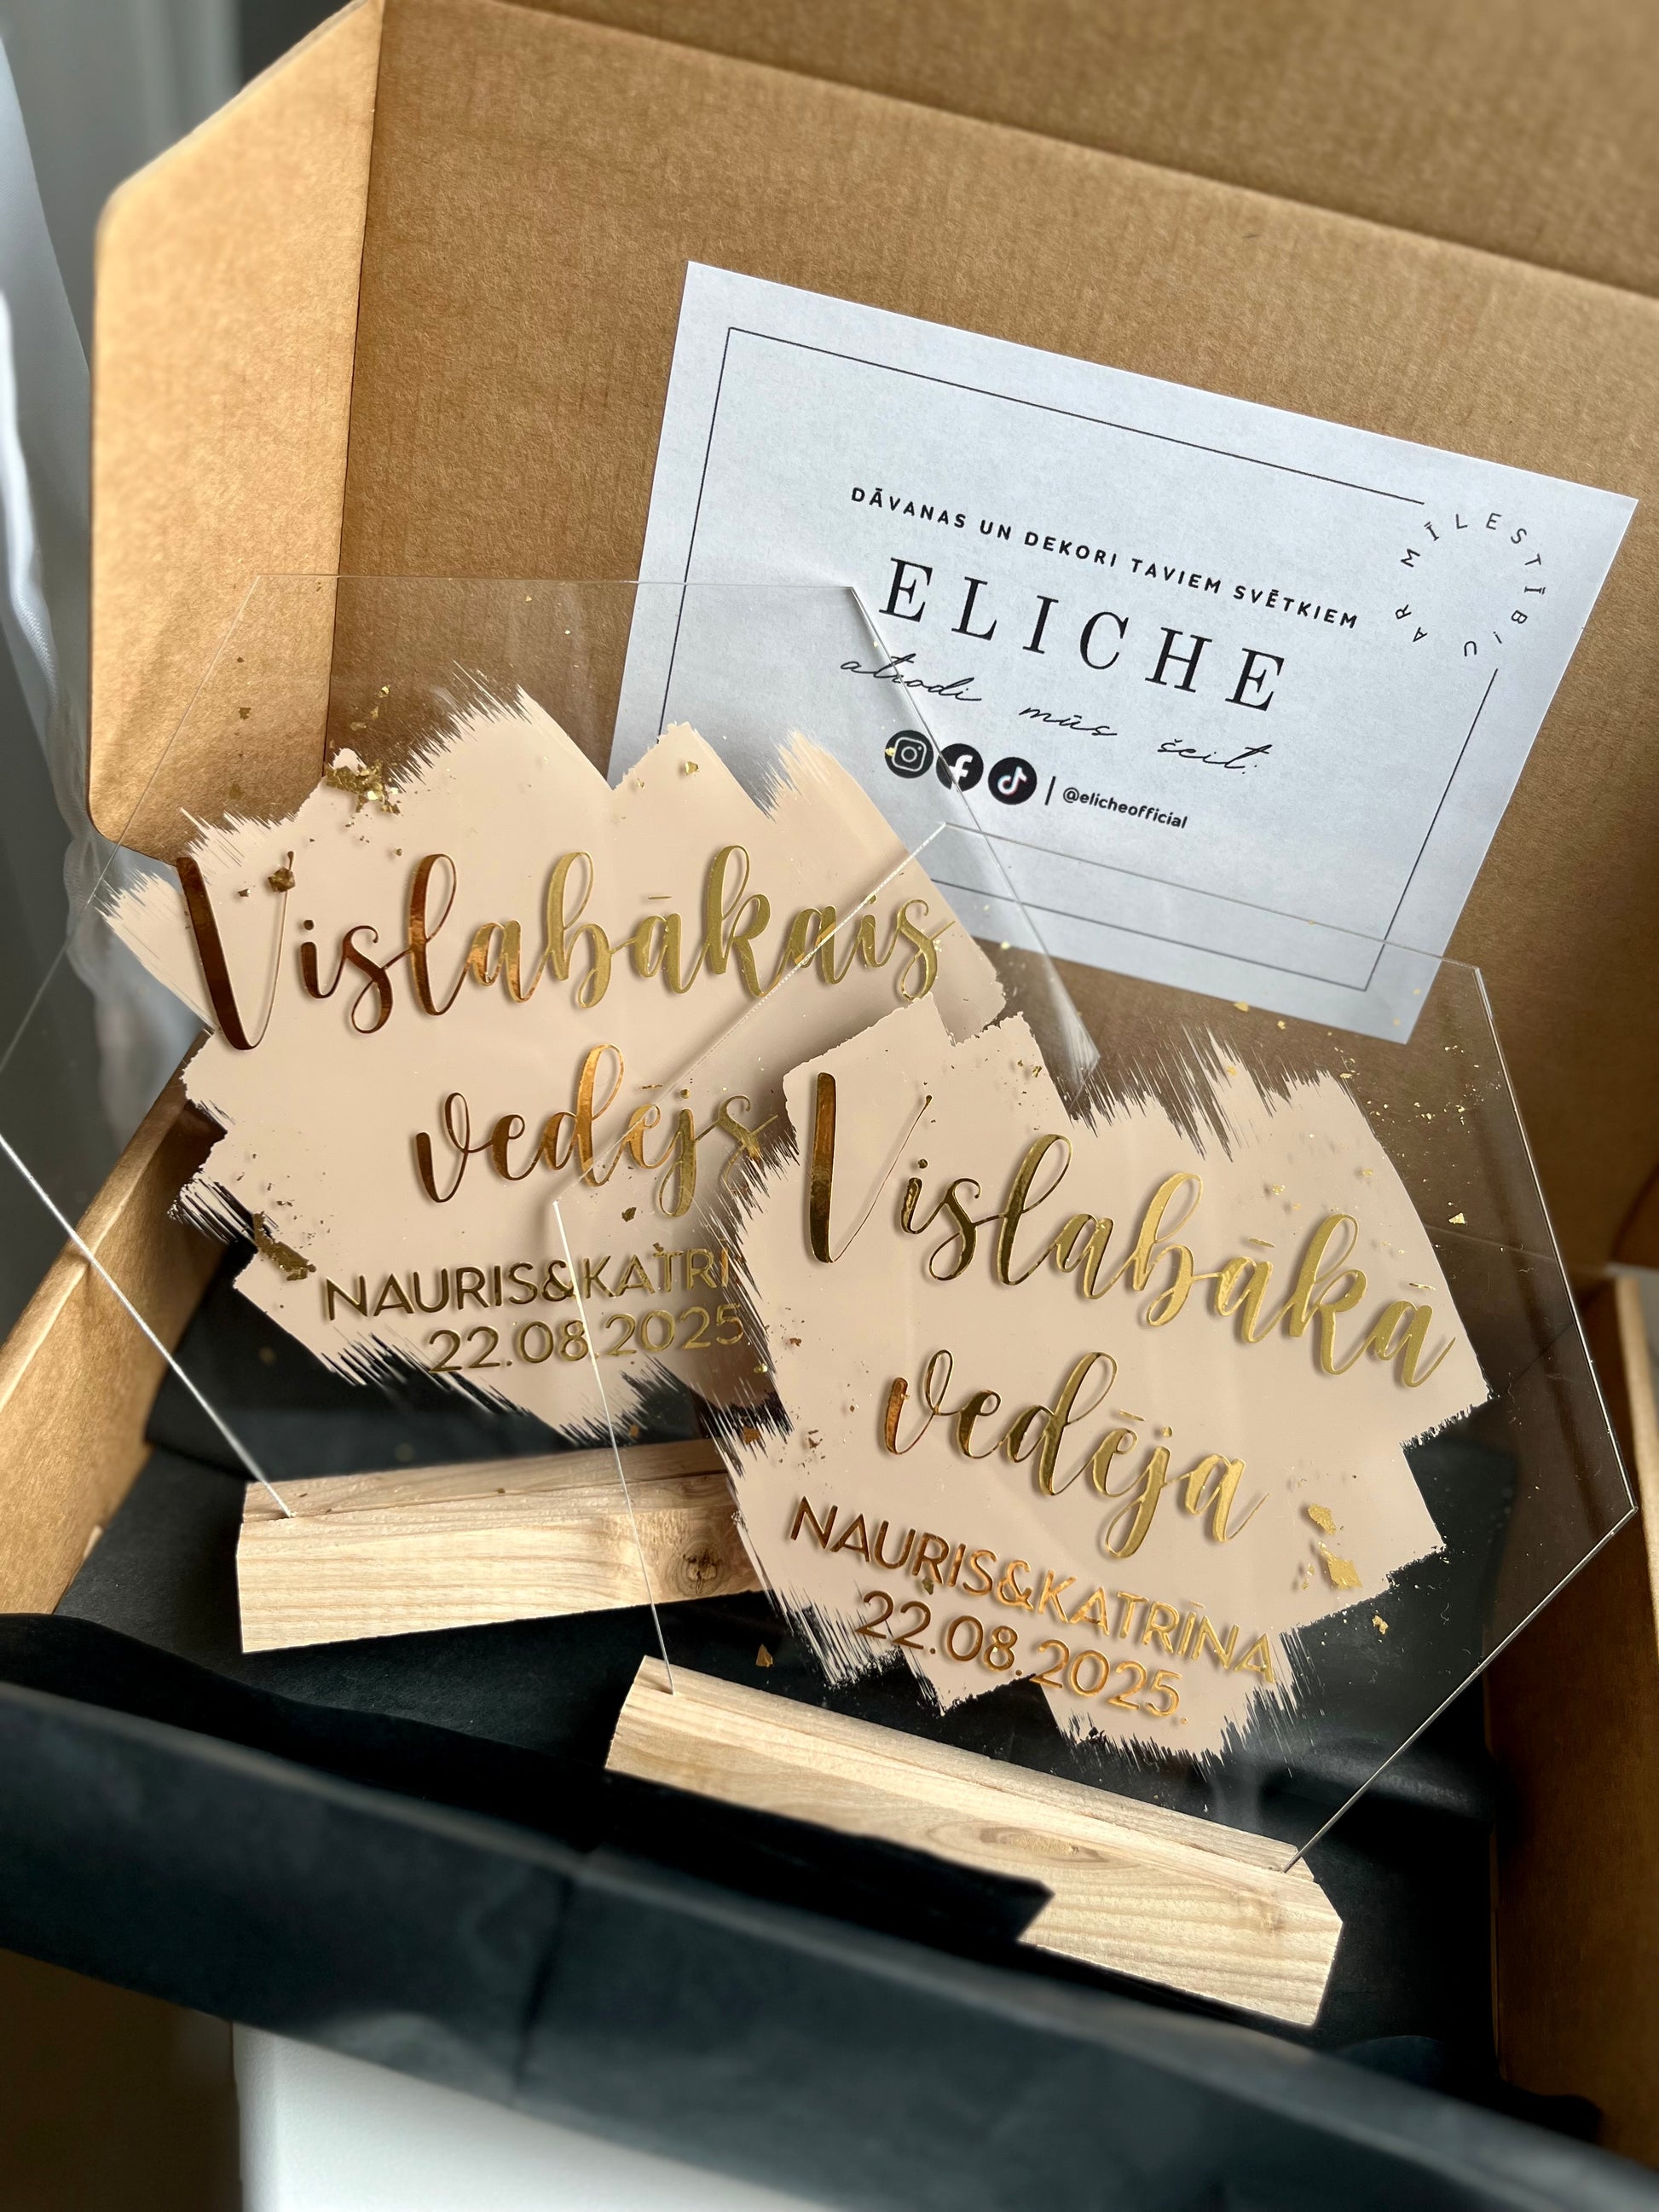 DĀVANAS UN DEKORI TAVIEM SVĒTKIEM
ELICHE
atrodi mūs šeit:
| @elicheofficial
AR MĪLESTĪBU
Vislabākais
vedējs
NAURIS&KATRI
22.08.2025
Vislabākā
vedēja
NAURIS&KATRĪNA
22.08.2025.